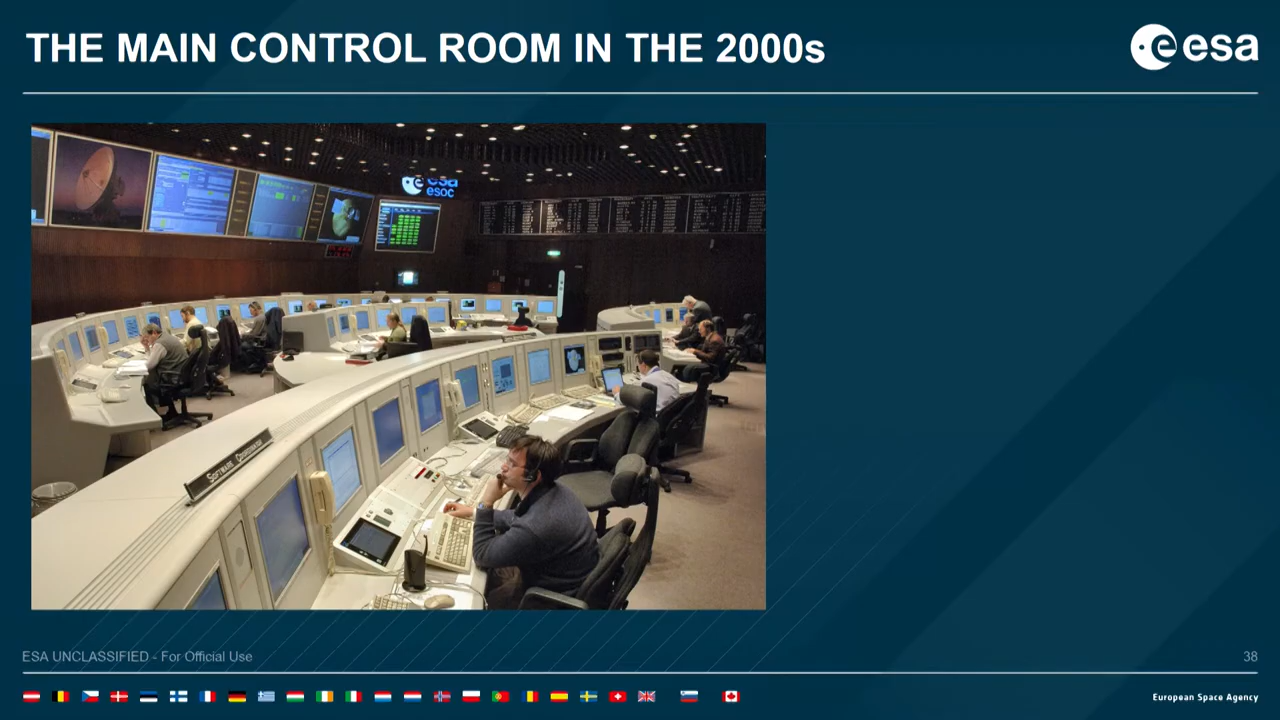 THE MAIN CONTROL ROOM IN THE 2000s
esa
esa
esoc
SOFTWARE COORDINATOR
ESA UNCLASSIFIED - For Official Use
38
European Space Agency